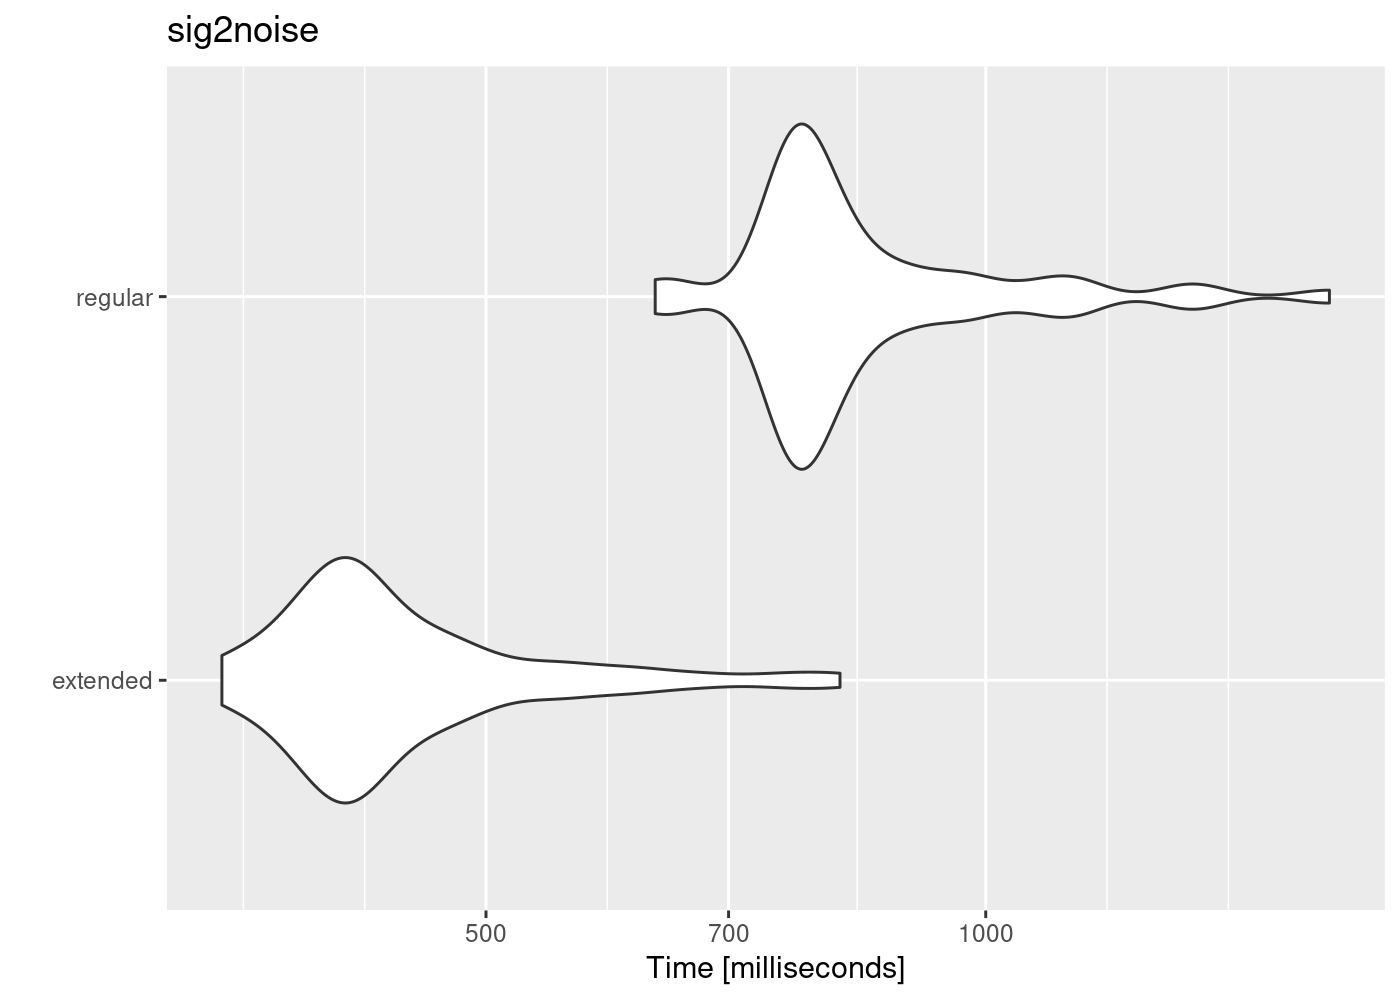 sig2noise
regular
extended
500 700 1000
Time [milliseconds]